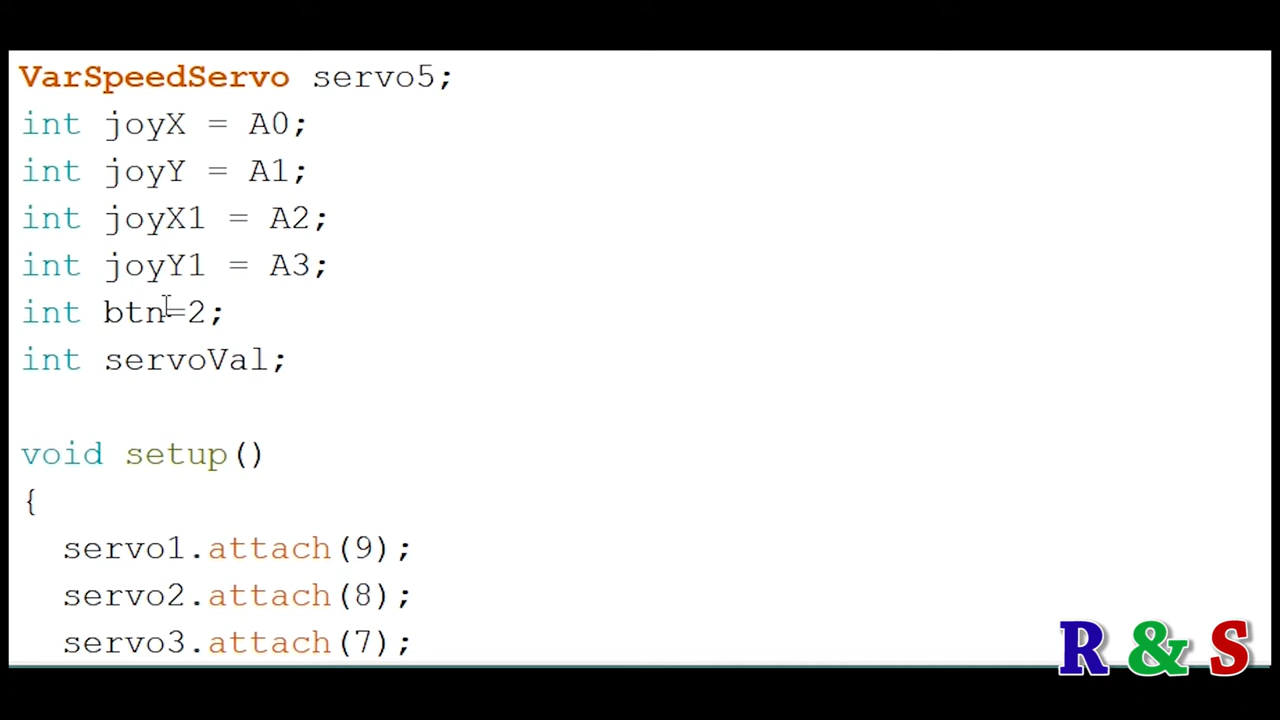 VarSpeedServo servo5;
int joyX = A0;
int joyY = A1;
int joyX1 = A2;
int joyY1 = A3;
int btn=2;
int servoVal;
void setup()
{
servo1.attach(9);
servo2.attach(8);
servo3.attach(7);
R & S